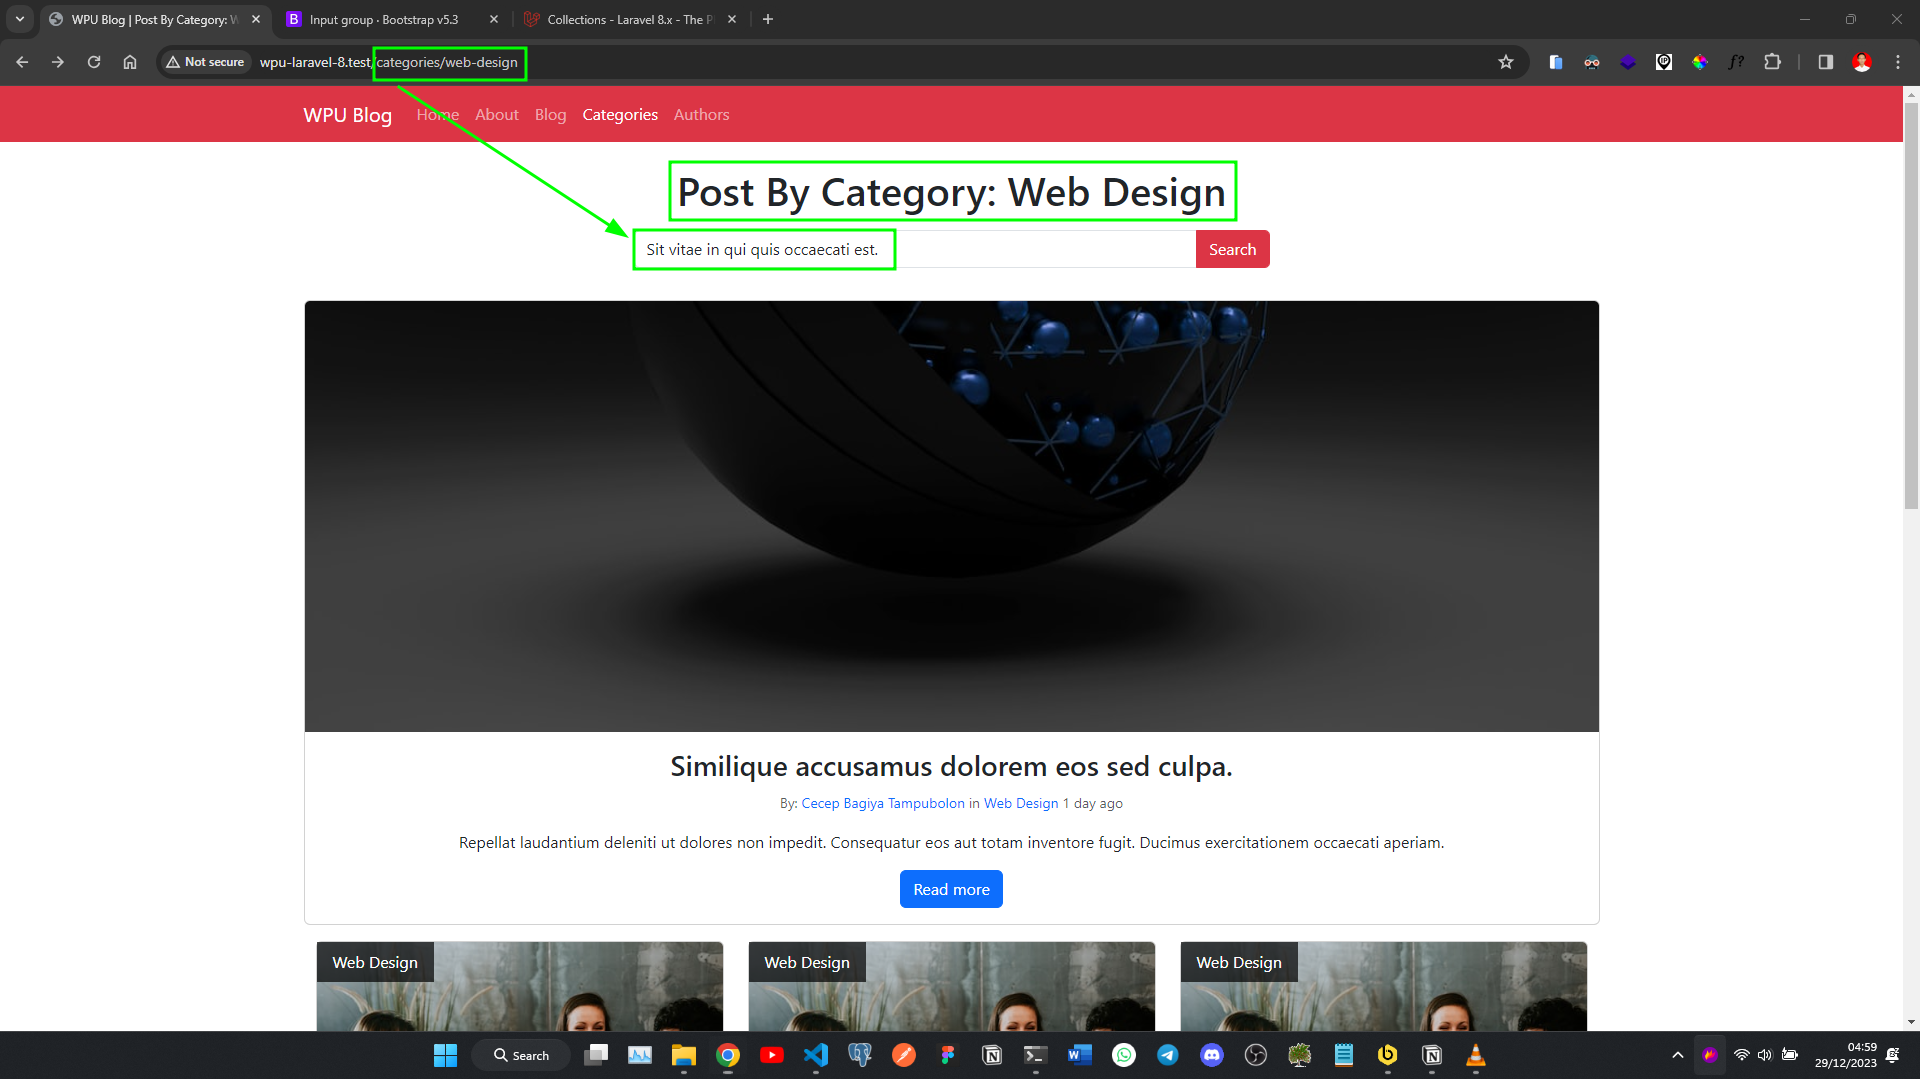 WPU Blog | Post By Category: W
Input group · Bootstrap v5.3
Collections - Laravel 8.x - The P
Not secure
wpu-laravel-8.test/categories/web-design
WPU Blog
Home
About
Blog
Categories
Authors
Post By Category: Web Design
Sit vitae in qui quis occaecati est.
Search
Similique accusamus dolorem eos sed culpa.
By: Cecep Bagiya Tampubolon in Web Design 1 day ago
Repellat laudantium deleniti ut dolores non impedit. Consequatur eos aut totam inventore fugit. Ducimus exercitationem occaecati aperiam.
Read more
Web Design
Web Design
Web Design
Search
04:59
29/12/2023